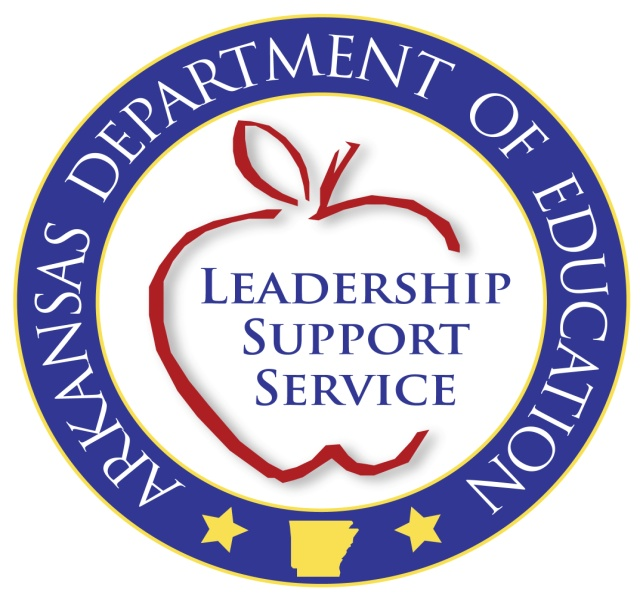 ARKANSAS DEPARTMENT OF EDUCATION
LEADERSHIP
SUPPORT
SERVICE